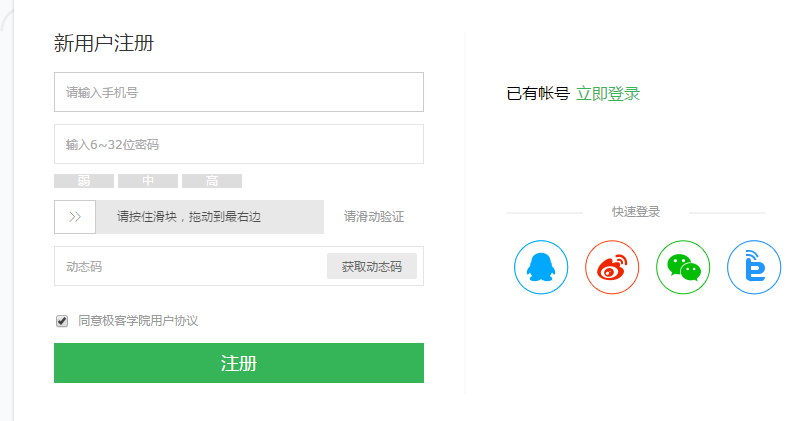 新用户注册
请输入手机号
输入6~32位密码
弱 中 高
请按住滑块，拖动到最右边 请滑动验证
动态码 获取动态码
同意极客学院用户协议
注册
已有帐号 立即登录
快速登录